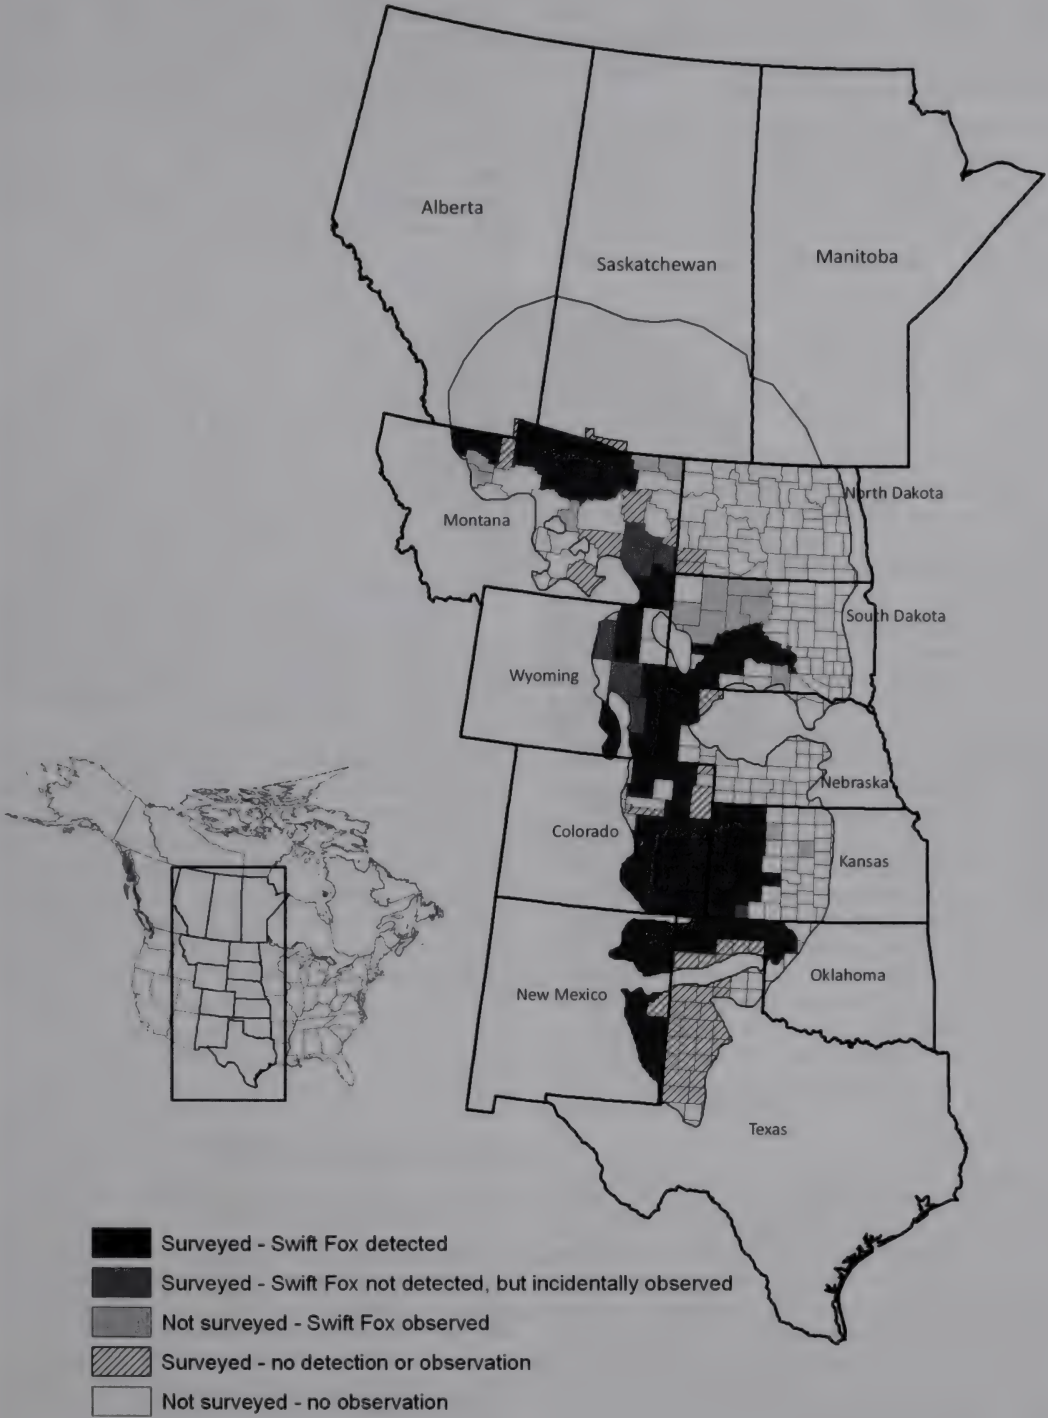 Alberta
Saskatchewan
Manitoba
North Dakota
Montana
South Dakota
Wyoming
Nebraska
Colorado
Kansas
Oklahoma
New Mexico
Texas
Surveyed - Swift Fox detected
Surveyed - Swift Fox not detected, but incidentally observed
Not surveyed - Swift Fox observed
Surveyed - no detection or observation
Not surveyed - no observation